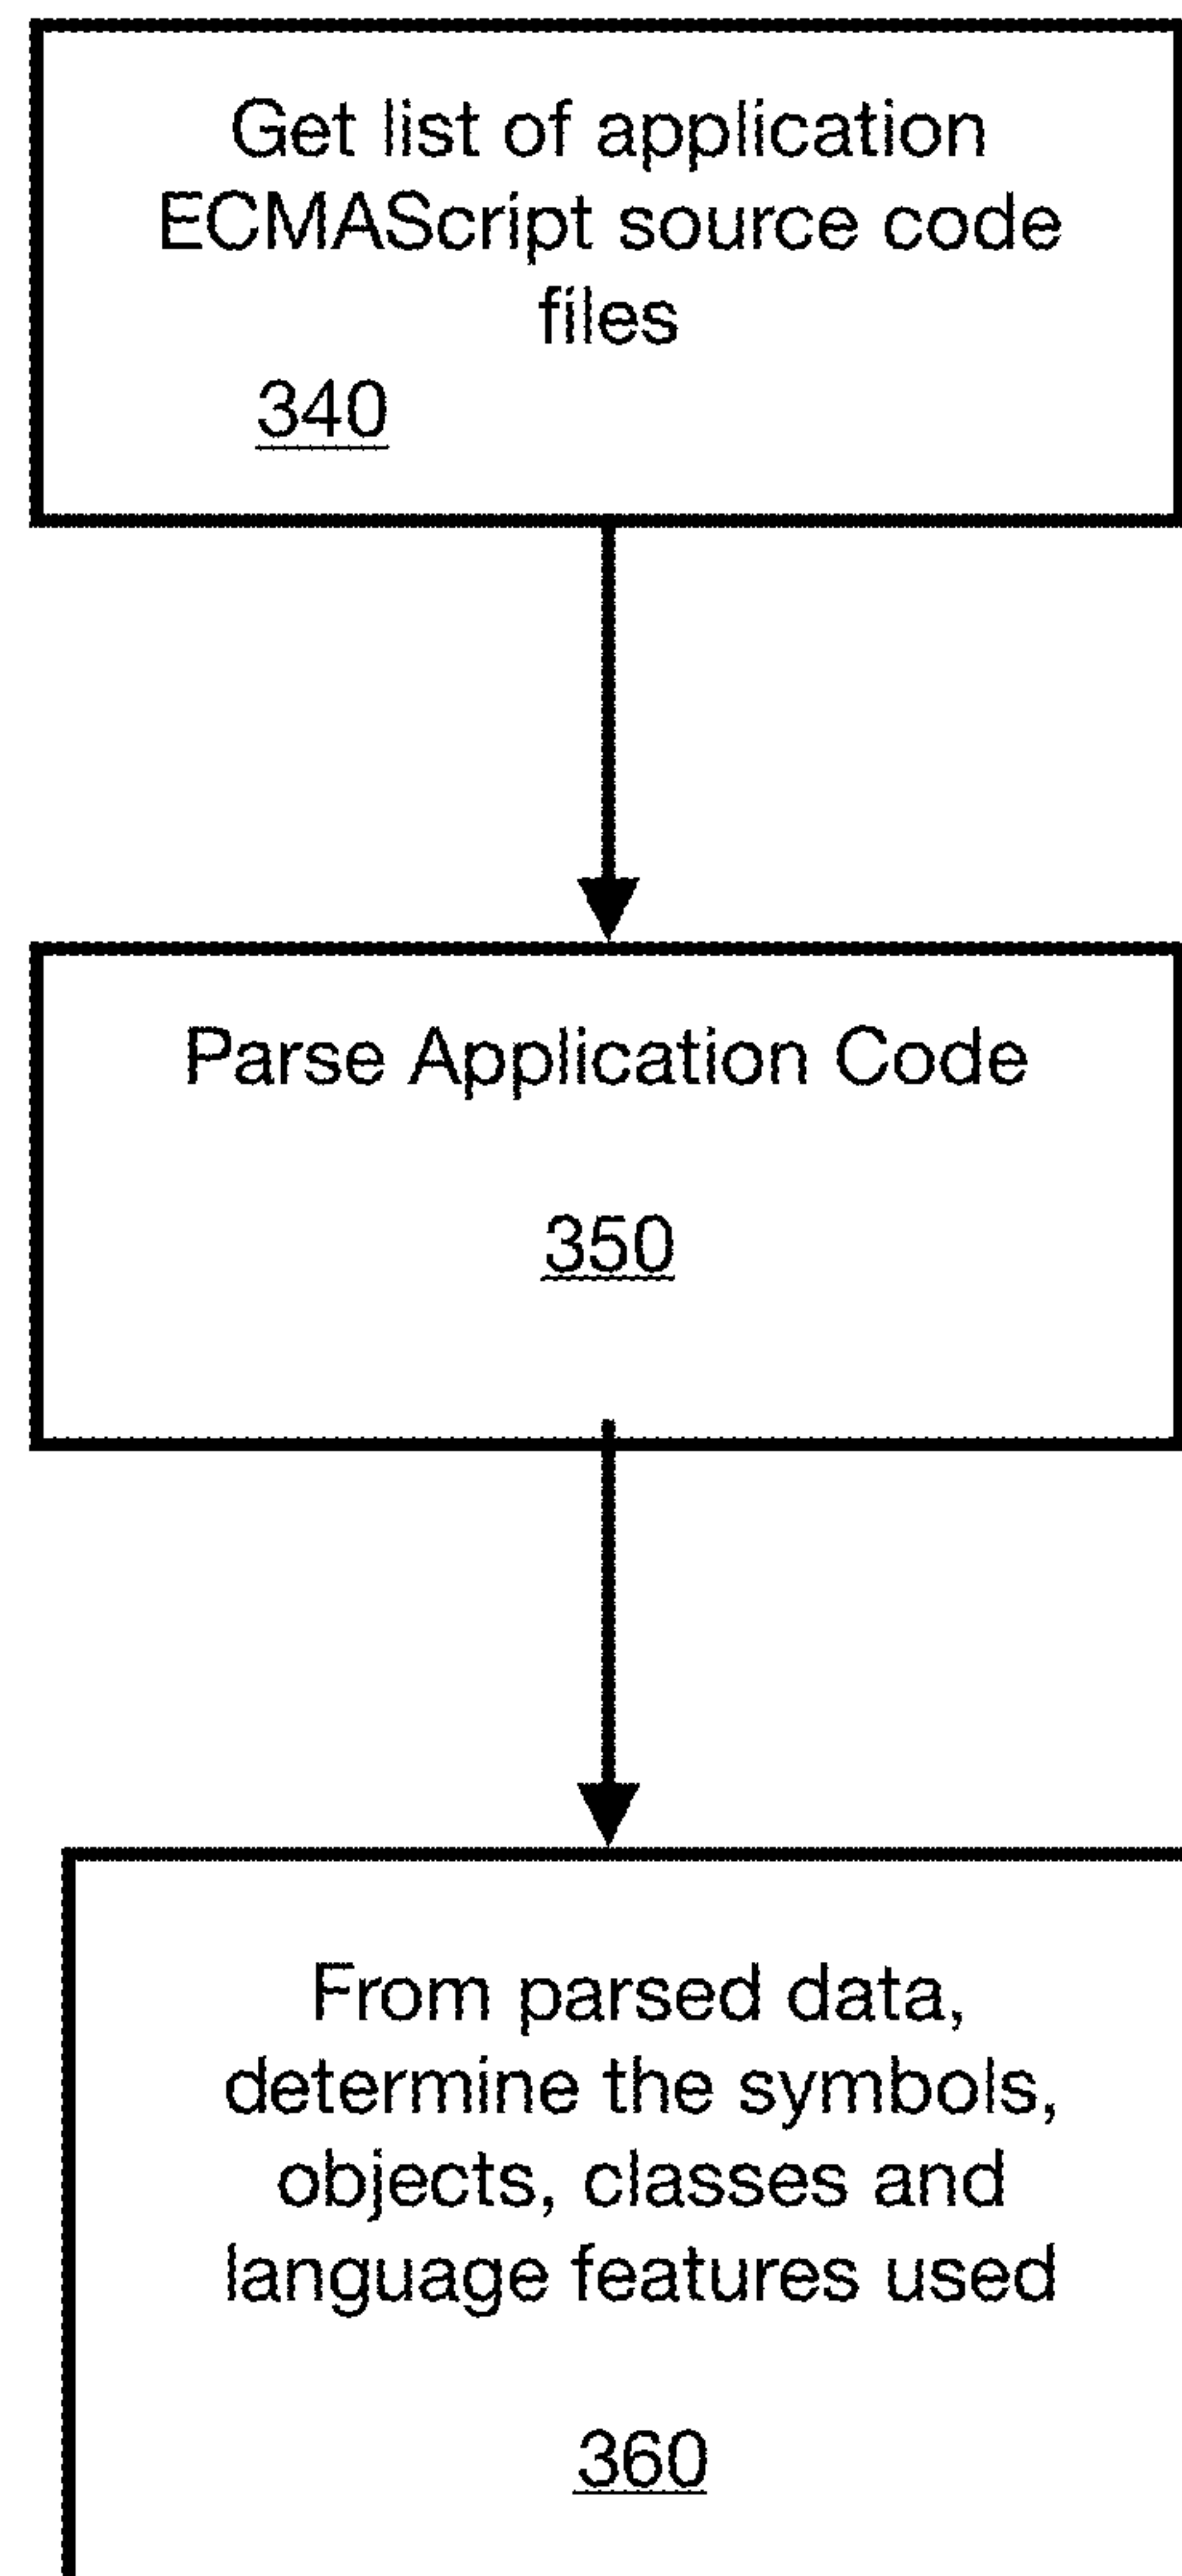 Get list of application
ECMAScript source code
files
340
Parse Application Code
350
From parsed data,
determine the symbols,
objects, classes and
language features used
360